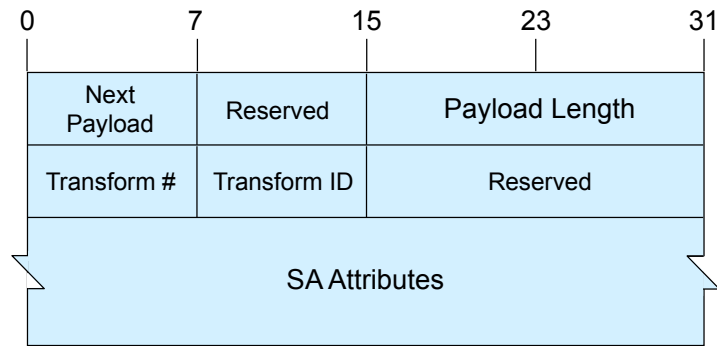 0 7 15 23 31
Next
Payload
Reserved
Payload Length
Transform #
Transform ID
Reserved
SA Attributes